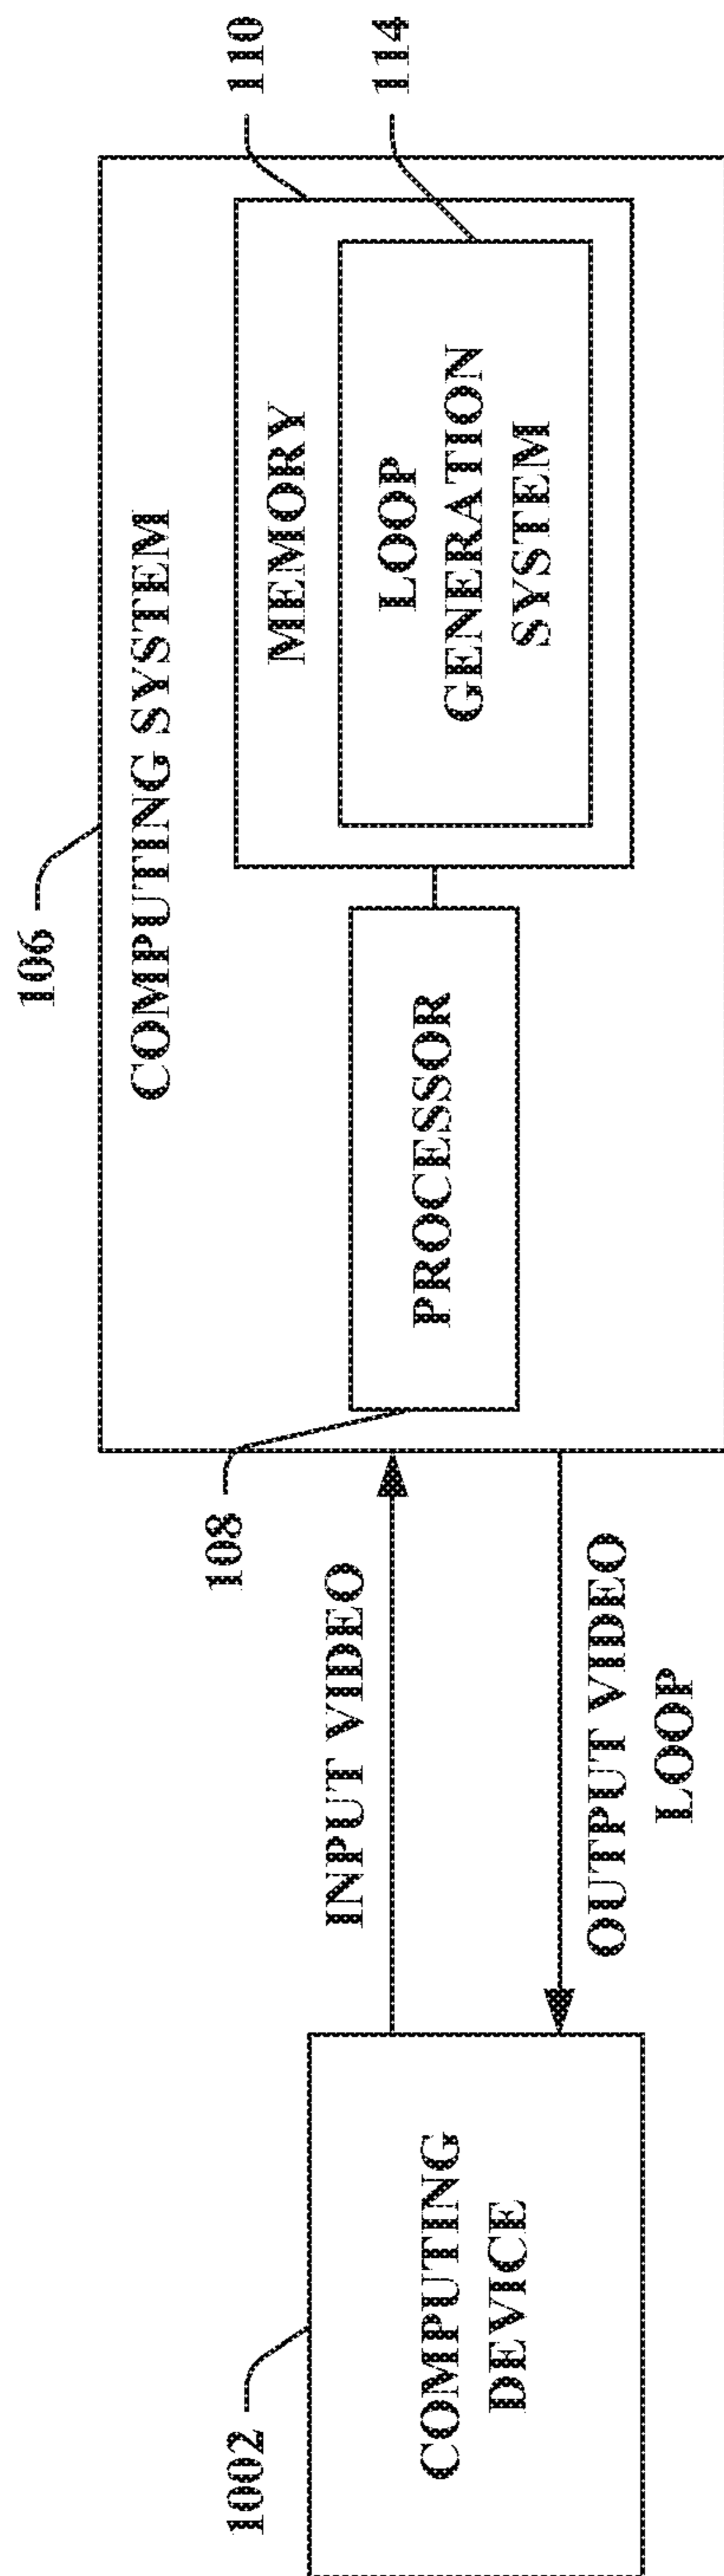 106
110
114
COMPUTING SYSTEM
MEMORY
LOOP
GENERATION
SYSTEM
PROCESSOR
108
INPUT VIDEO
OUTPUT VIDEO
LOOP
1002
COMPUTING
DEVICE